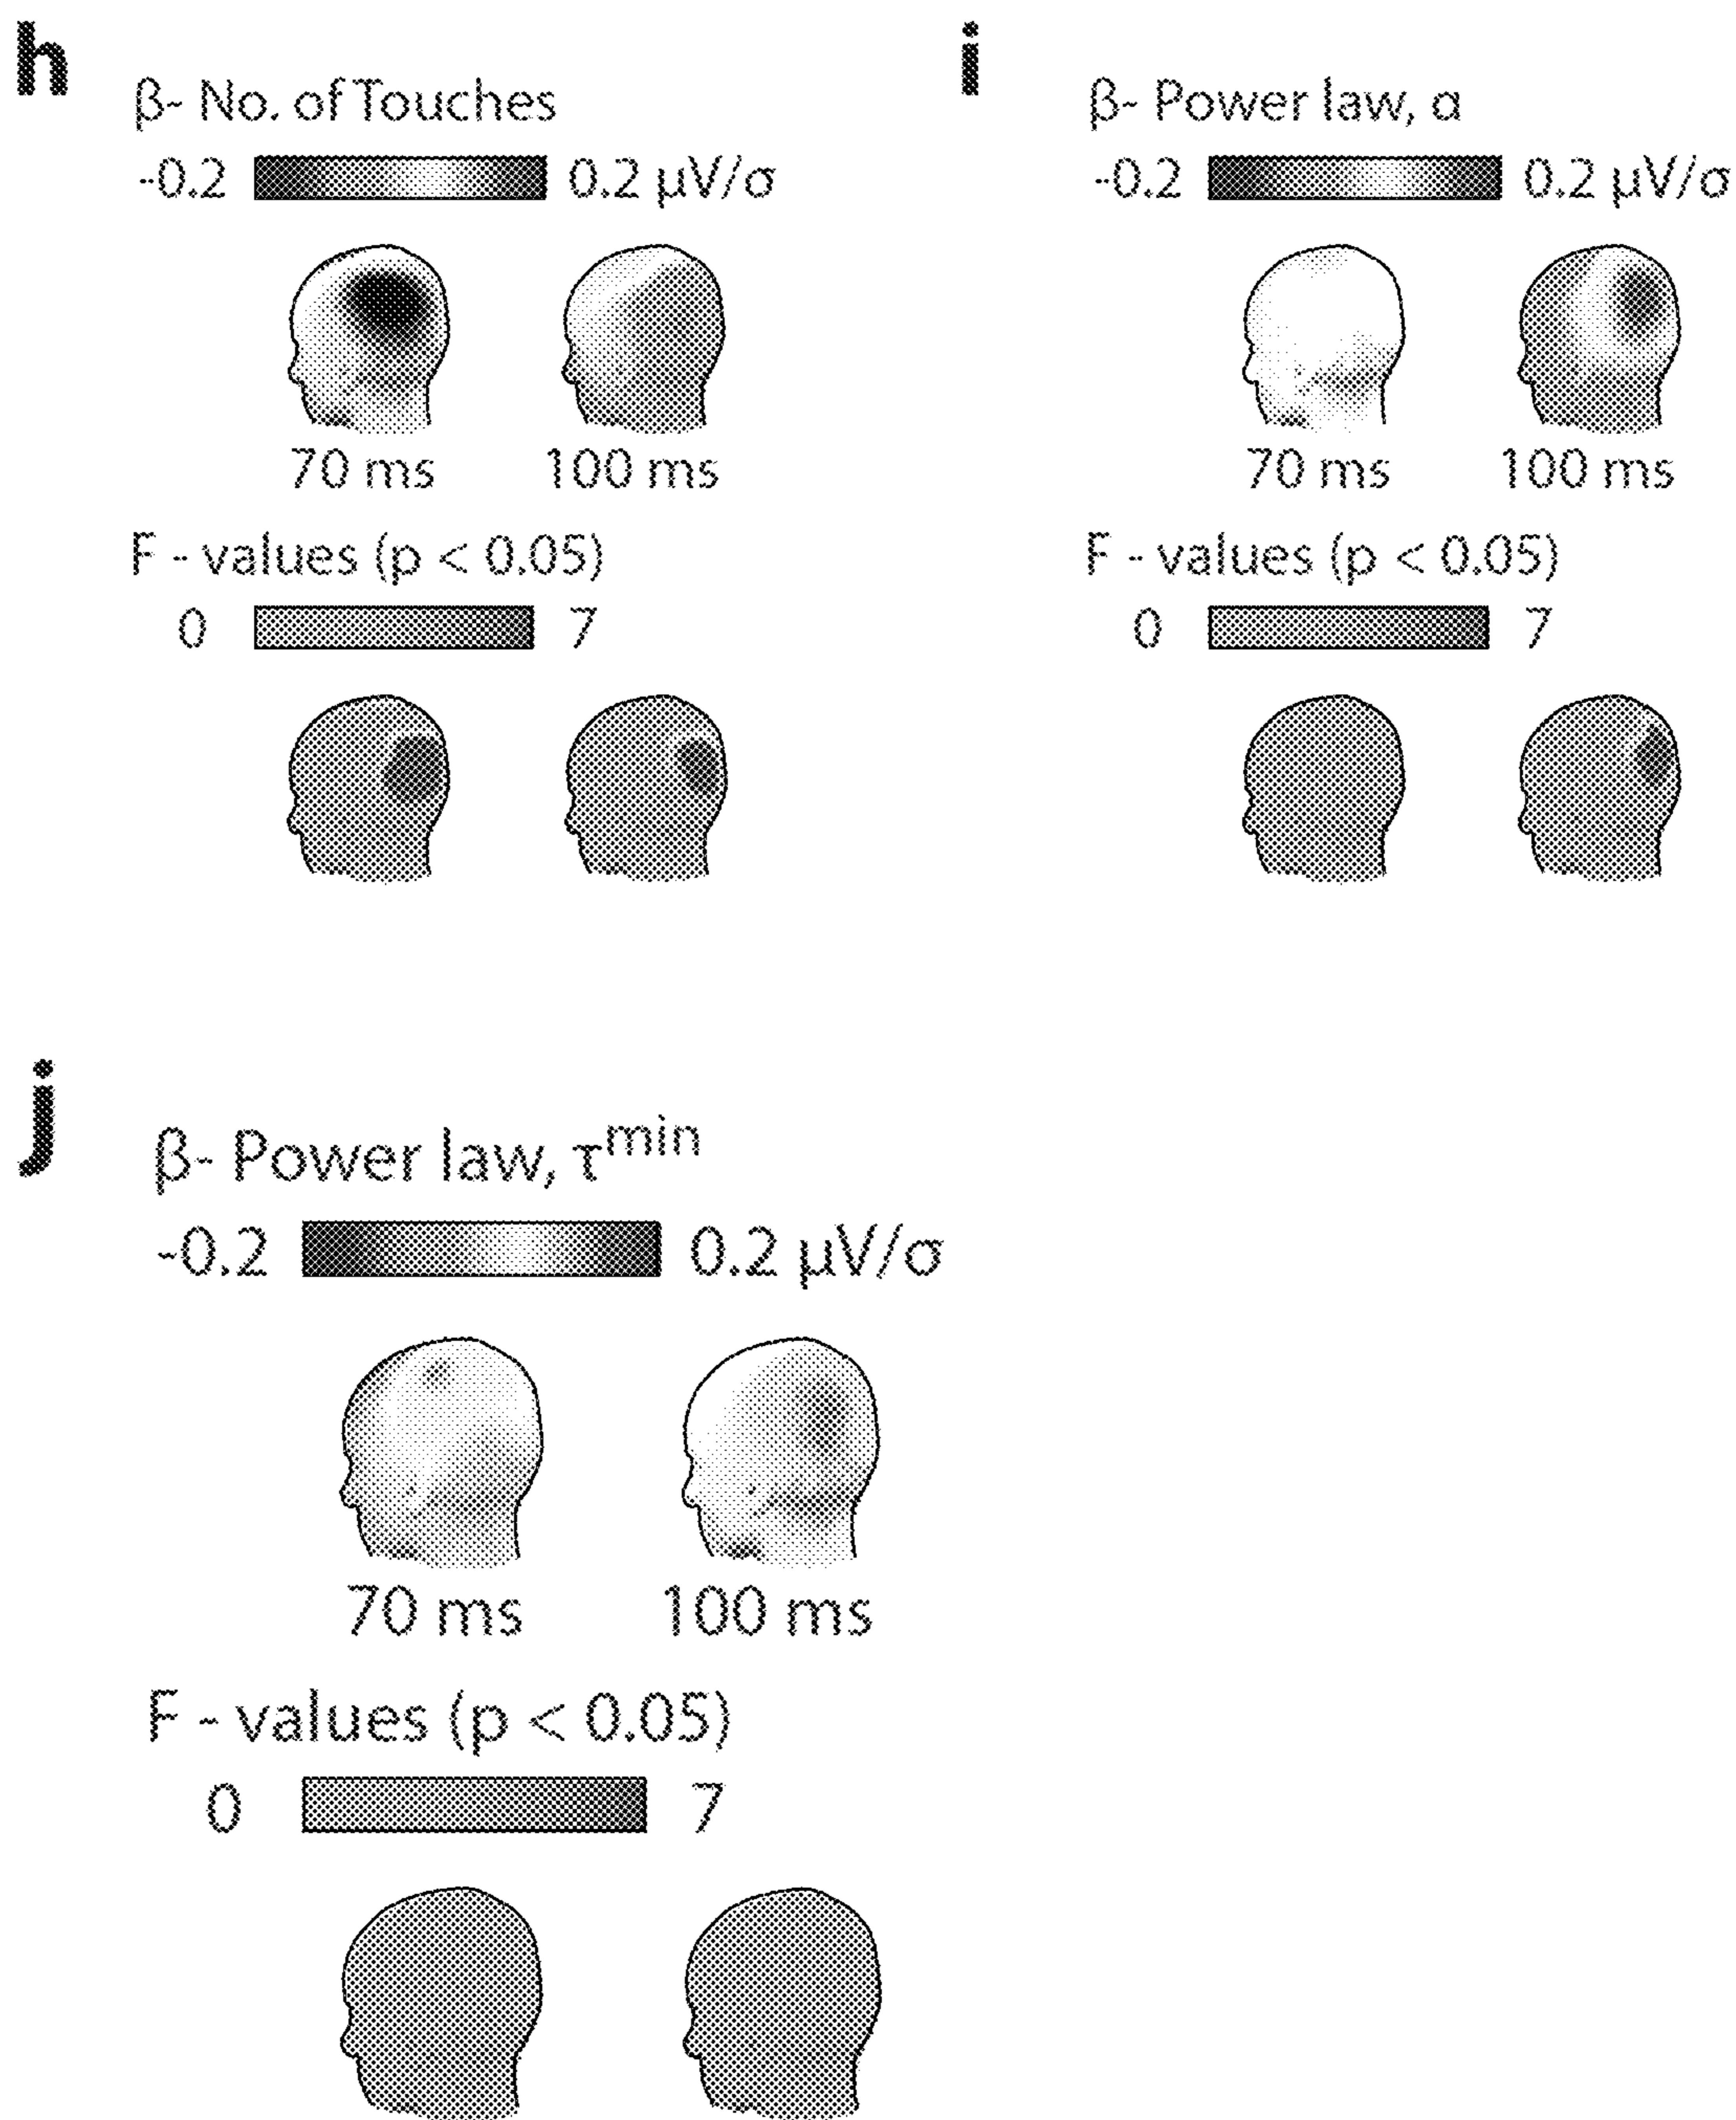 h
β- No. of Touches
-0.2 0.2 μV/σ
70 ms 100 ms
F - values (p < 0.05)
0 7
i
β- Power law, α
-0.2 0.2 μV/σ
70 ms 100 ms
F - values (p < 0.05)
0 7
j
β- Power law, τ^min
-0.2 0.2 μV/σ
70 ms 100 ms
F - values (p < 0.05)
0 7